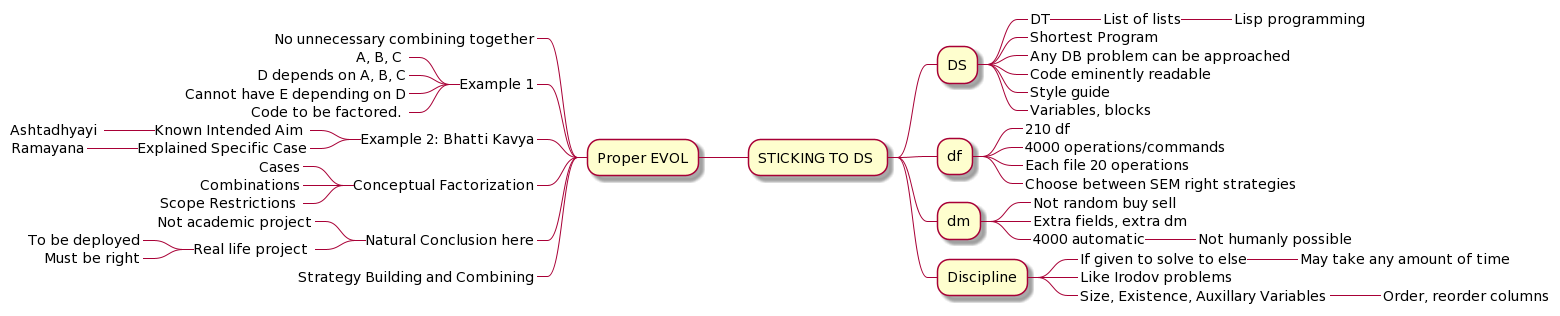 STICKING TO DS
DS
DT
List of lists
Lisp programming
Shortest Program
Any DB problem can be approached
Code eminently readable
Style guide
Variables, blocks
df
210 df
4000 operations/commands
Each file 20 operations
Choose between SEM right strategies
dm
Not random buy sell
Extra fields, extra dm
4000 automatic
Not humanly possible
Discipline
If given to solve to else
May take any amount of time
Like Irodov problems
Size, Existence, Auxillary Variables
Order, reorder columns
Proper EVOL
No unnecessary combining together
Example 1
A, B, C
D depends on A, B, C
Cannot have E depending on D
Code to be factored.
Example 2: Bhatti Kavya
Known Intended Aim
Ashtadhyayi
Explained Specific Case
Ramayana
Conceptual Factorization
Cases
Combinations
Scope Restrictions
Natural Conclusion here
Not academic project
Real life project
To be deployed
Must be right
Strategy Building and Combining